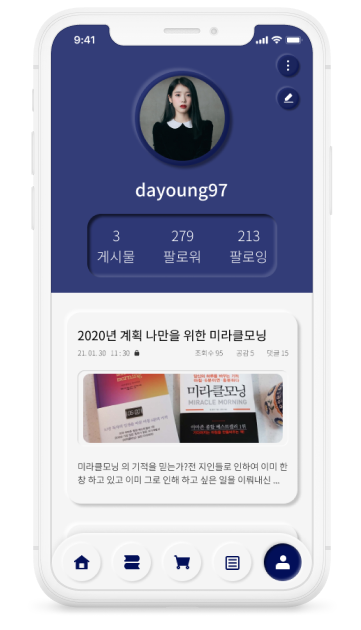 9:41
dayoung97
3 279 213
게시물 팔로워 팔로잉
2020년 계획 나만을 위한 미라클모닝
21. 01. 30 11 : 30 조회수 95 공감 5 댓글 15
미라클모닝
MIRACLE MORNING
미라클모닝 의 기적을 믿는가?전 지인들로 인하여 이미 한
창 하고 있고 이미 그로 인해 하고 싶은 일을 이뤄내신 ...